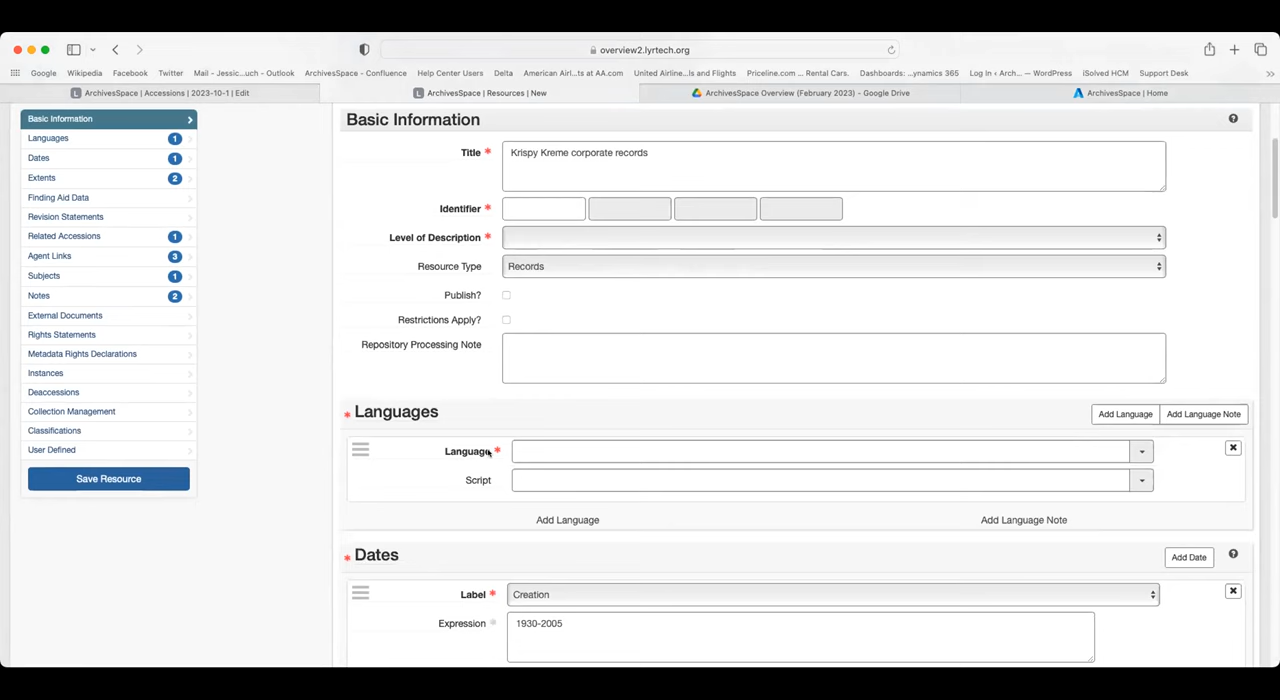 overview2.lyrtech.org
Google Wikipedia Facebook Twitter Mail - Jessic...uch - Outlook ArchivesSpace - Confluence Help Center Users Delta American Airl...ts at AA.com United Airline...ls and Flights Priceline.com ... Rental Cars. Dashboards: ...ynamics 365 Log In ‹ Arch... — WordPress iSolved HCM Support Desk
L ArchivesSpace | Accessions | 2023-10-1 | Edit
L ArchivesSpace | Resources | New
ArchivesSpace Overview (February 2023) - Google Drive
ArchivesSpace | Home
Basic Information
Languages 1
Dates 1
Extents 2
Finding Aid Data
Revision Statements
Related Accessions 1
Agent Links 3
Subjects 1
Notes 2
External Documents
Rights Statements
Metadata Rights Declarations
Instances
Deaccessions
Collection Management
Classifications
User Defined
Save Resource
Basic Information
Title * Krispy Kreme corporate records
Identifier *
Level of Description *
Resource Type Records
Publish?
Restrictions Apply?
Repository Processing Note
* Languages Add Language Add Language Note
Language *
Script
Add Language Add Language Note
* Dates Add Date
Label * Creation
Expression 1930-2005